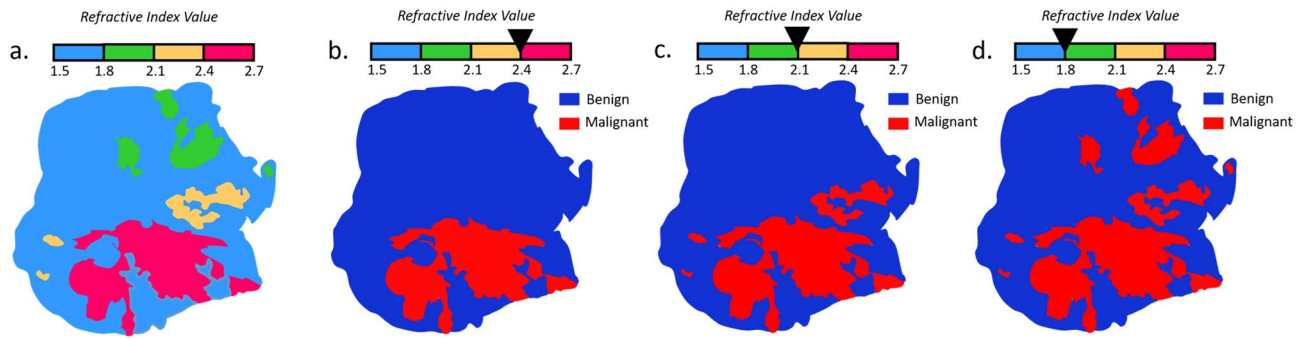 Refractive Index Value
a.
1.5 1.8 2.1 2.4 2.7
Refractive Index Value
b.
1.5 1.8 2.1 2.4 2.7
Benign
Malignant
Refractive Index Value
c.
1.5 1.8 2.1 2.4 2.7
Benign
Malignant
Refractive Index Value
d.
1.5 1.8 2.1 2.4 2.7
Benign
Malignant